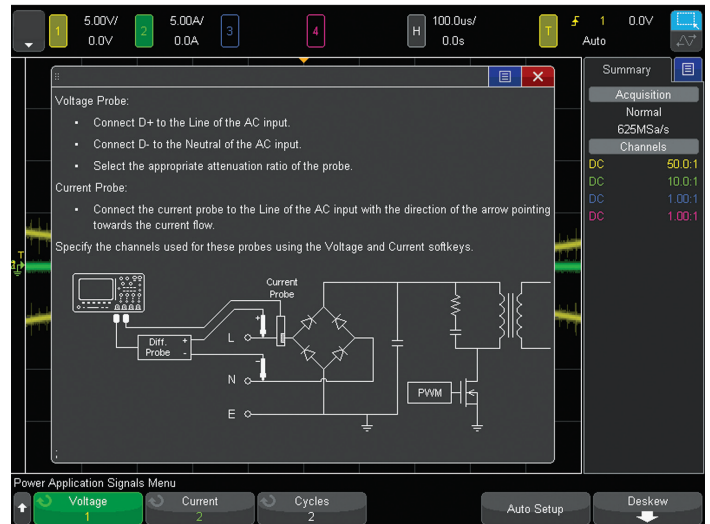 1 5.00V/ 0.0V
2 5.00A/ 0.0A
3
4
H 100.0us/ 0.0s
T 1 0.0V
Auto
Summary
Acquisition
Normal
625MSa/s
Channels
DC 50.0:1
DC 10.0:1
DC 1.00:1
DC 1.00:1
Voltage Probe:
• Connect D+ to the Line of the AC input.
• Connect D- to the Neutral of the AC input.
• Select the appropriate attenuation ratio of the probe.
Current Probe:
• Connect the current probe to the Line of the AC input with the direction of the arrow pointing
towards the current flow.
Specify the channels used for these probes using the Voltage and Current softkeys.
Current
Probe
Diff. +
Probe -
+
-
L
N
E
PWM
;
T
Power Application Signals Menu
Voltage
1
Current
2
Cycles
2
Auto Setup
Deskew